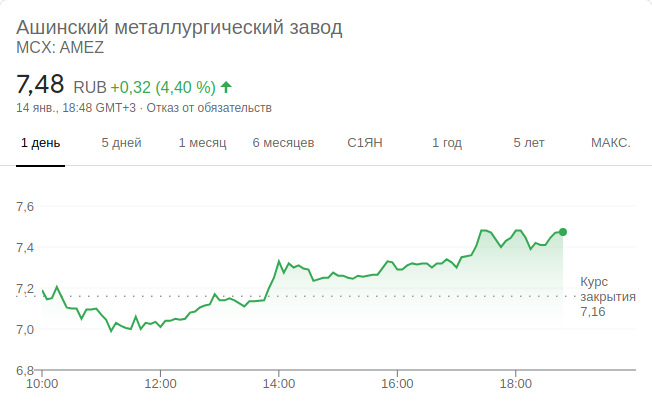 Ашинский металлургический завод
MCX: AMEZ
7,48 RUB +0,32 (4,40 %)
14 янв., 18:48 GMT+3 · Отказ от обязательств
1 день 5 дней 1 месяц 6 месяцев С1ЯН 1 год 5 лет МАКС.
7,6
7,4
7,2
7,0
6,8
Курс
закрытия
7,16
10:00 12:00 14:00 16:00 18:00